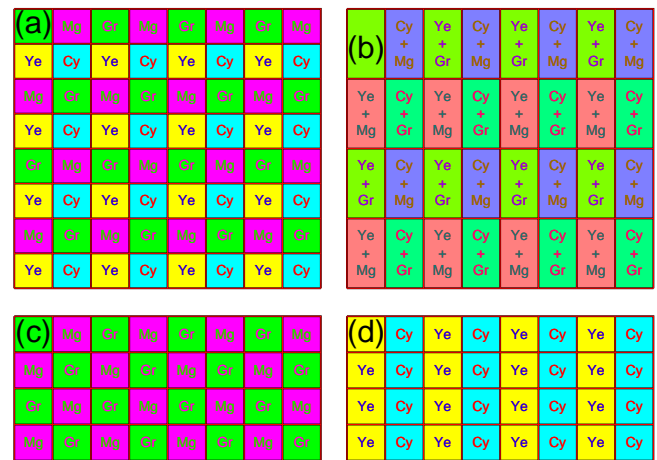 (a) Mg Gr Mg Gr Mg Gr Mg
Ye Cy Ye Cy Ye Cy Ye Cy
Mg Gr Mg Gr Mg Gr Mg Gr
Ye Cy Ye Cy Ye Cy Ye Cy
Gr Mg Gr Mg Gr Mg Gr Mg
Ye Cy Ye Cy Ye Cy Ye Cy
Mg Gr Mg Gr Mg Gr Mg Gr
Ye Cy Ye Cy Ye Cy Ye Cy
(b)
Cy Ye Cy Ye Cy Ye Cy
+ + + + + + +
Mg Gr Mg Gr Mg Gr Mg
Ye Cy Ye Cy Ye Cy Ye Cy
+ + + + + + + +
Mg Gr Mg Gr Mg Gr Mg Gr
Ye Cy Ye Cy Ye Cy Ye Cy
+ + + + + + + +
Gr Mg Gr Mg Gr Mg Gr Mg
Ye Cy Ye Cy Ye Cy Ye Cy
+ + + + + + + +
Mg Gr Mg Gr Mg Gr Mg Gr
(c) Mg Gr Mg Gr Mg Gr Mg
Mg Gr Mg Gr Mg Gr Mg Gr
Gr Mg Gr Mg Gr Mg Gr Mg
Mg Gr Mg Gr Mg Gr Mg Gr
(d) Cy Ye Cy Ye Cy Ye Cy
Ye Cy Ye Cy Ye Cy Ye Cy
Ye Cy Ye Cy Ye Cy Ye Cy
Ye Cy Ye Cy Ye Cy Ye Cy